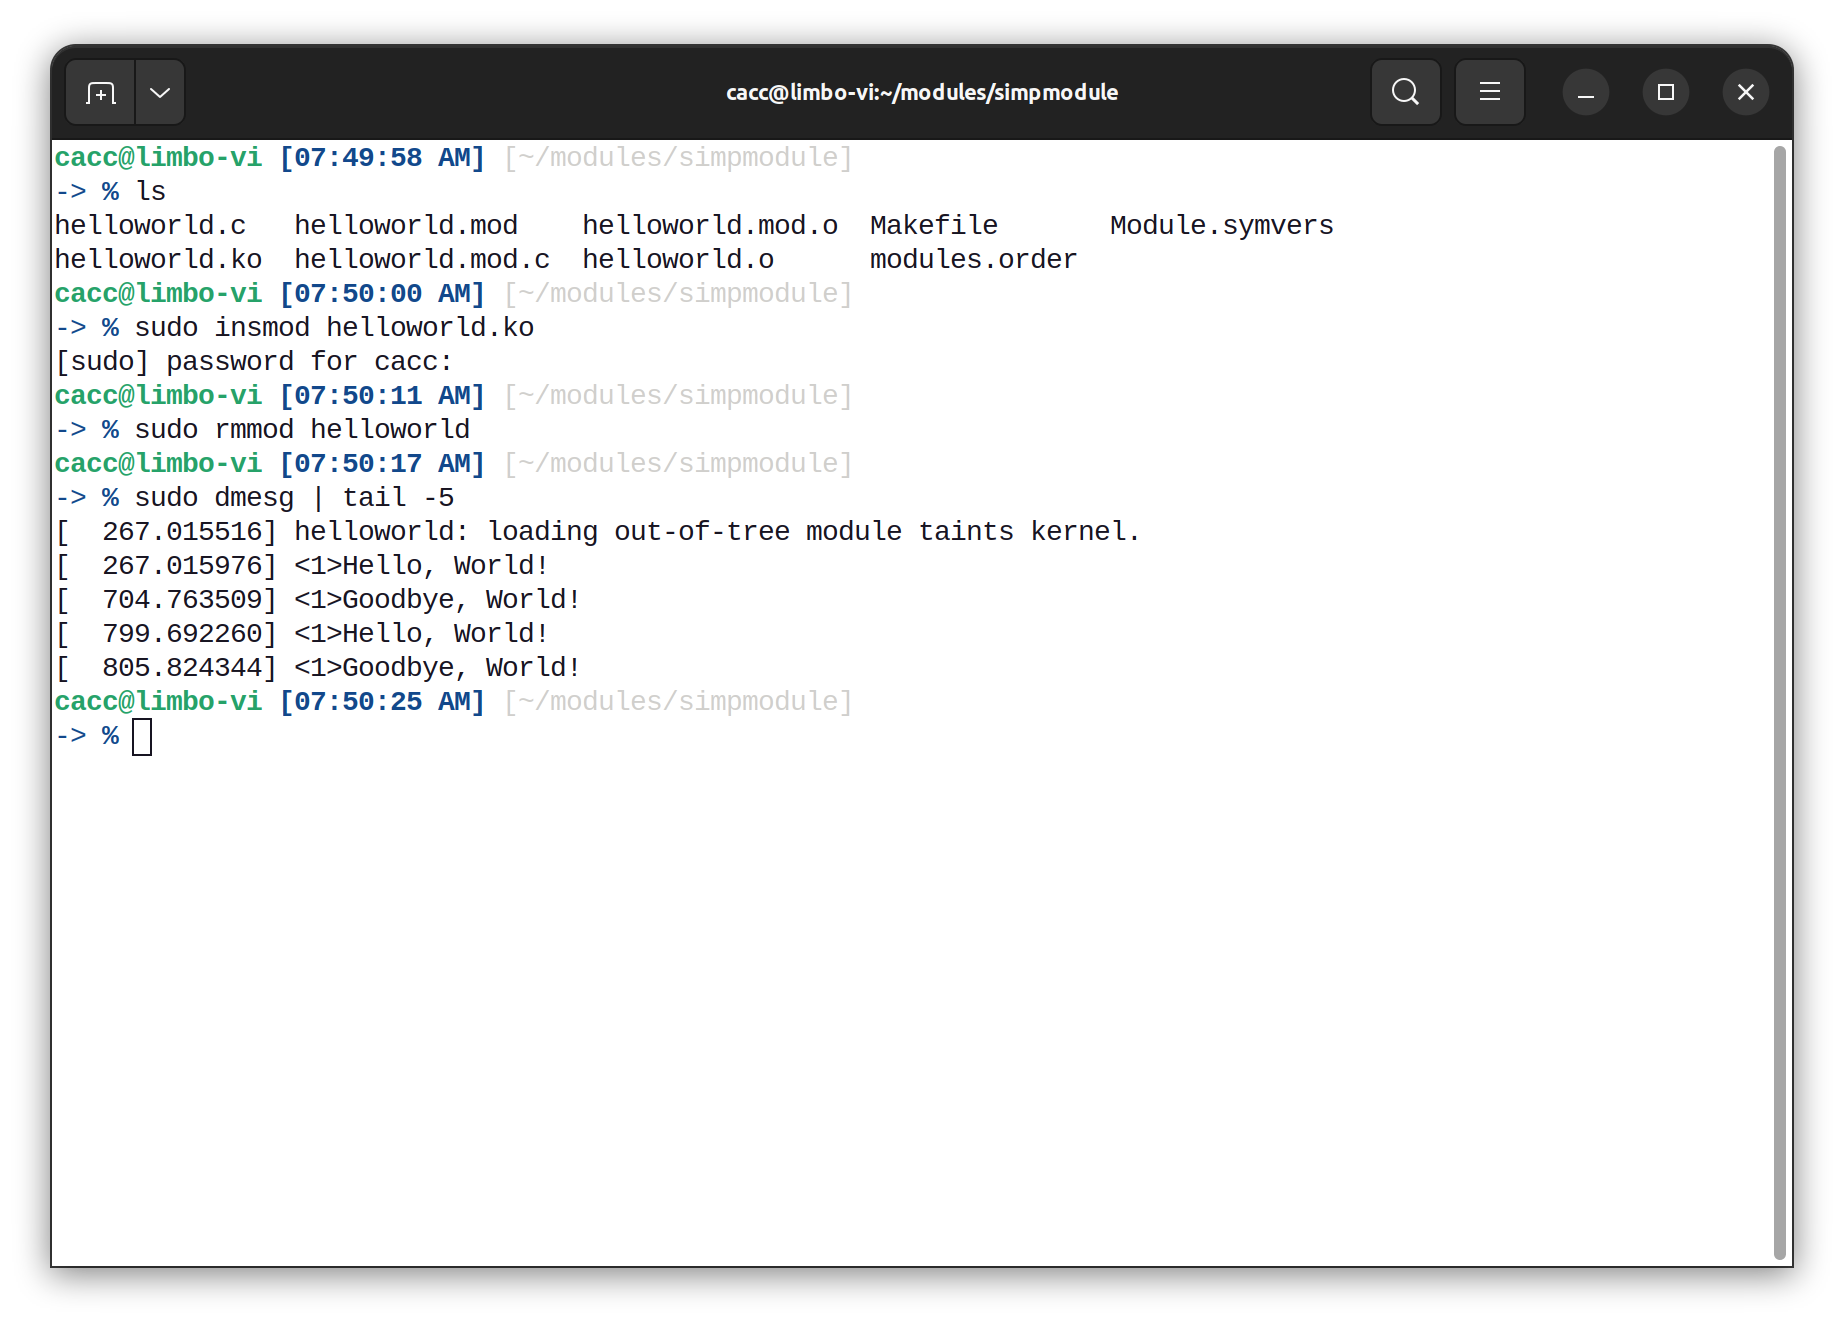 cacc@limbo-vi:~/modules/simpmodule
cacc@limbo-vi [07:49:58 AM] [~/modules/simpmodule]
-> % ls
helloworld.c   helloworld.mod    helloworld.mod.o  Makefile       Module.symvers
helloworld.ko  helloworld.mod.c  helloworld.o      modules.order
cacc@limbo-vi [07:50:00 AM] [~/modules/simpmodule]
-> % sudo insmod helloworld.ko
[sudo] password for cacc:
cacc@limbo-vi [07:50:11 AM] [~/modules/simpmodule]
-> % sudo rmmod helloworld
cacc@limbo-vi [07:50:17 AM] [~/modules/simpmodule]
-> % sudo dmesg | tail -5
[  267.015516] helloworld: loading out-of-tree module taints kernel.
[  267.015976] <1>Hello, World!
[  704.763509] <1>Goodbye, World!
[  799.692260] <1>Hello, World!
[  805.824344] <1>Goodbye, World!
cacc@limbo-vi [07:50:25 AM] [~/modules/simpmodule]
-> %